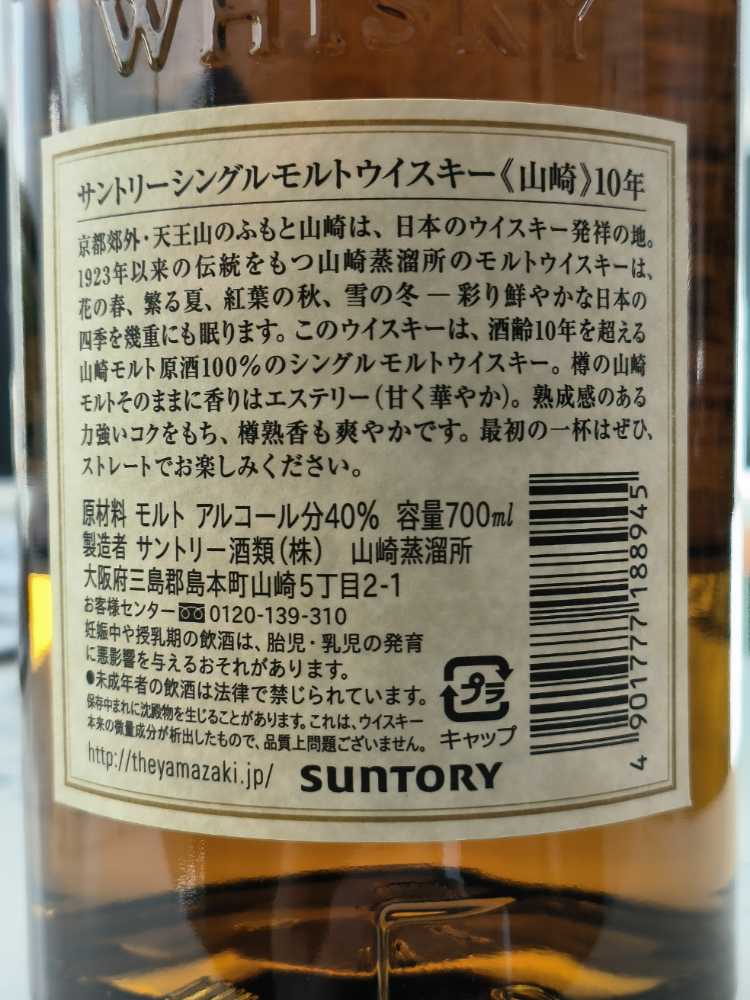 WHISKY
サントリーシングルモルトウイスキー《山崎》10年
京都郊外・天王山のふもと山崎は、日本のウイスキー発祥の地。
1923年以来の伝統をもつ山崎蒸溜所のモルトウイスキーは、
花の春、繁る夏、紅葉の秋、雪の冬―彩り鮮やかな日本の
四季を幾重にも眠ります。このウイスキーは、酒齢10年を超える
山崎モルト原酒100%のシングルモルトウイスキー。樽の山崎
モルトそのままに香りはエステリー(甘く華やか)。熟成感のある
力強いコクをもち、樽熟香も爽やかです。最初の一杯はぜひ、
ストレートでお楽しみください。
原材料 モルト アルコール分40% 容量700ml
製造者 サントリー酒類(株) 山崎蒸溜所
大阪府三島郡島本町山崎5丁目2-1
お客様センター 0120-139-310
妊娠中や授乳期の飲酒は、胎児・乳児の発育
に悪影響を与えるおそれがあります。
●未成年者の飲酒は法律で禁じられています。
保存中まれに沈殿物を生じることがあります。これは、ウイスキー
本来の微量成分が析出したもので、品質上問題ございません。
http://theyamazaki.jp/
SUNTORY
プラ
キャップ
4 901777 188945